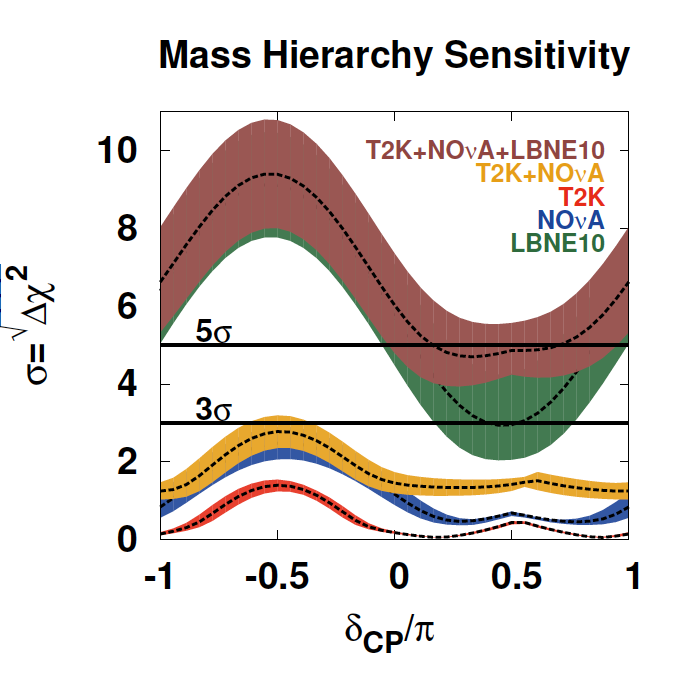 Mass Hierarchy Sensitivity
T2K+NOνA+LBNE10
T2K+NOνA
T2K
NOνA
LBNE10
10
8
6
4
2
0
5σ
3σ
σ=√Δχ²
-1 -0.5 0 0.5 1
δCP/π